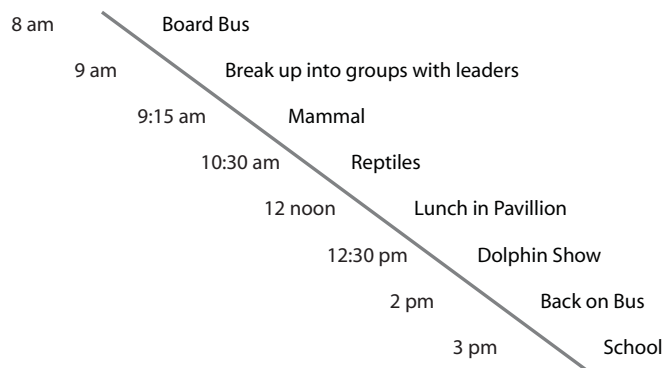 8 am Board Bus
9 am Break up into groups with leaders
9:15 am Mammal
10:30 am Reptiles
12 noon Lunch in Pavillion
12:30 pm Dolphin Show
2 pm Back on Bus
3 pm School